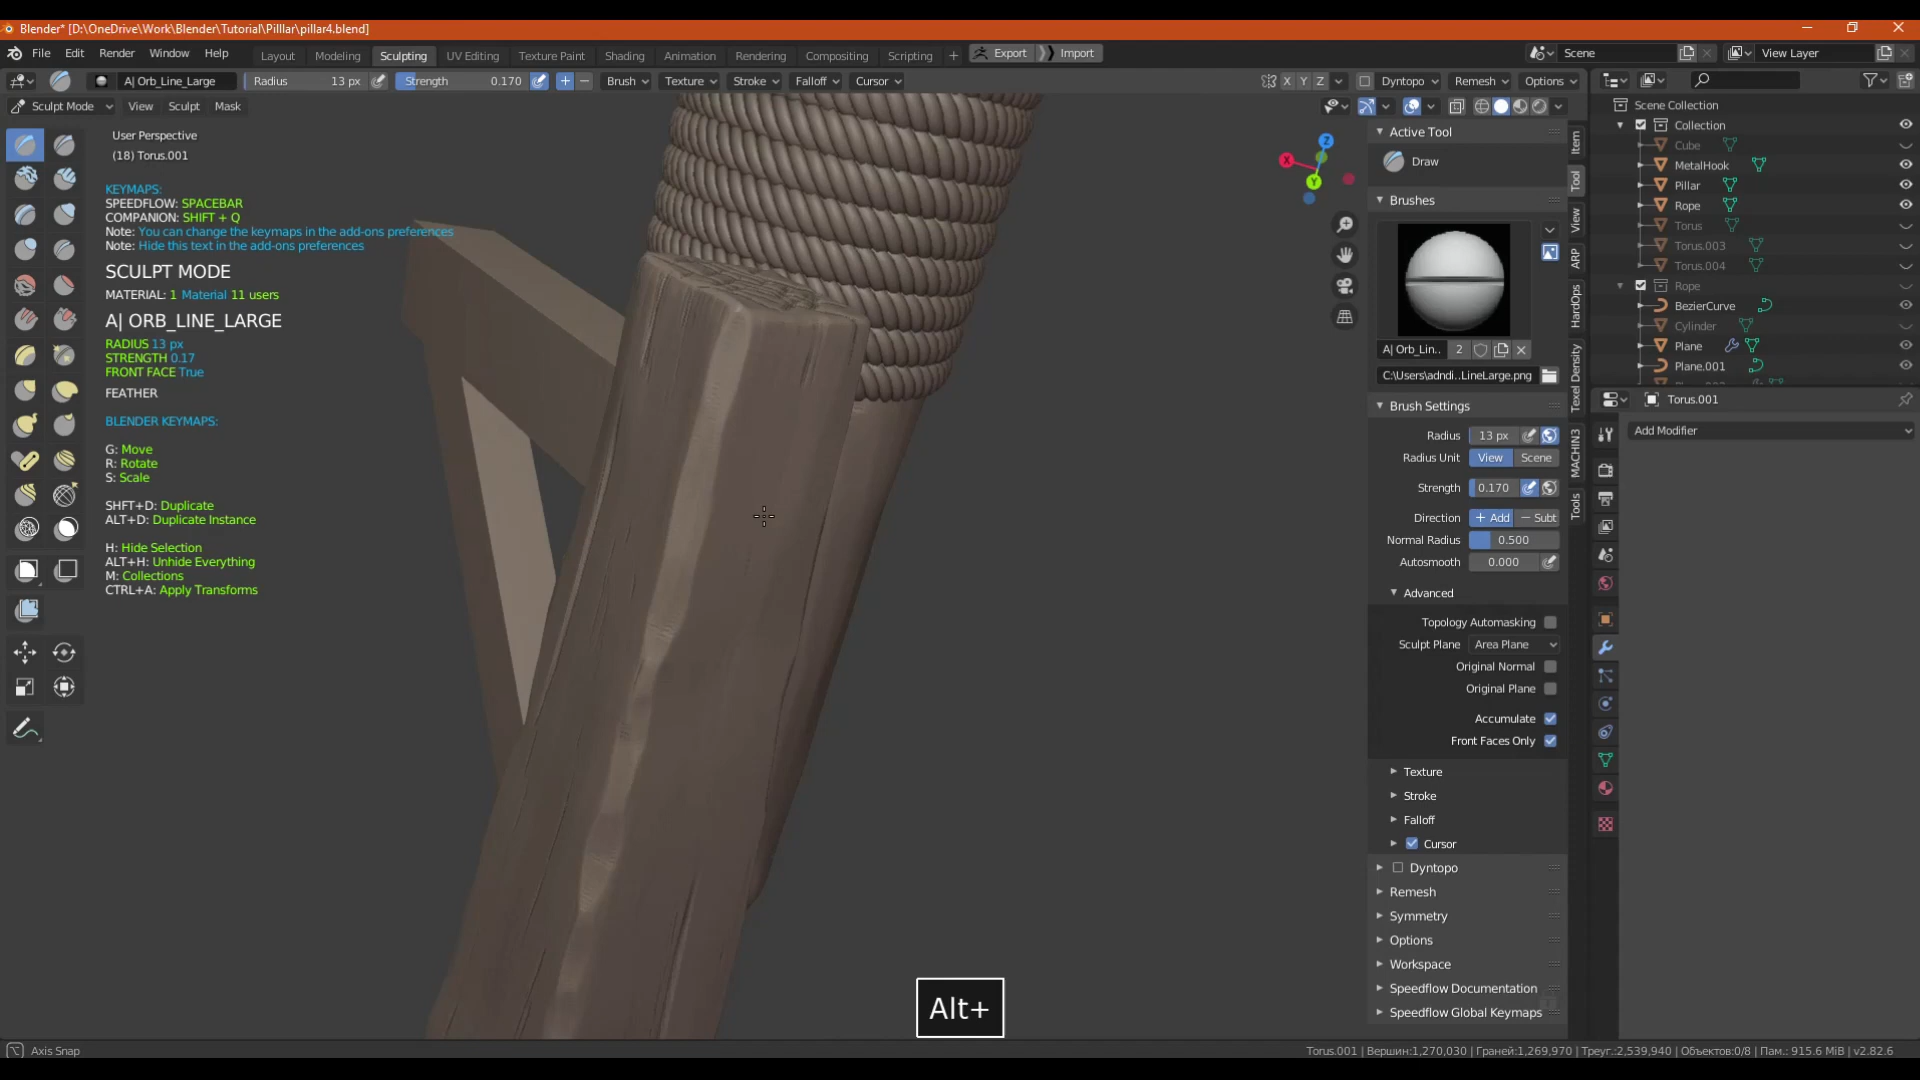 Blender* [D:\OneDrive\Work\Blender\Tutorial\Pilllar\pillar4.blend]
File Edit Render Window Help
Layout Modeling Sculpting UV Editing Texture Paint Shading Animation Rendering Compositing Scripting + Export Import
Scene View Layer
A| Orb_Line_Large Radius 13 px Strength 0.170 + − Brush Texture Stroke Falloff Cursor X Y Z Dyntopo Remesh Options
Sculpt Mode View Sculpt Mask
User Perspective
(18) Torus.001
KEYMAPS:
SPEEDFLOW: SPACEBAR
COMPANION: SHIFT + Q
Note: You can change the keymaps in the add-ons preferences
Note: Hide this text in the add-ons preferences
SCULPT MODE
MATERIAL: 1 Material 11 users
A| ORB_LINE_LARGE
RADIUS 13 px
STRENGTH 0.17
FRONT FACE True
FEATHER
BLENDER KEYMAPS:
G: Move
R: Rotate
S: Scale
SHFT+D: Duplicate
ALT+D: Duplicate Instance
H: Hide Selection
ALT+H: Unhide Everything
M: Collections
CTRL+A: Apply Transforms
X
Y
Z
Alt+
Active Tool
Draw
Brushes
A| Orb_Lin.. 2
C:\Users\adndi..LineLarge.png
Brush Settings
Radius 13 px
Radius Unit View Scene
Strength 0.170
Direction + Add − Subt
Normal Radius 0.500
Autosmooth 0.000
Advanced
Topology Automasking
Sculpt Plane Area Plane
Original Normal
Original Plane
Accumulate
Front Faces Only
Texture
Stroke
Falloff
Cursor
Dyntopo
Remesh
Symmetry
Options
Workspace
Speedflow Documentation
Speedflow Global Keymaps
Item
Tool
View
ARP
HardOps
Texel Density
MACHIN3
Tools
Scene Collection
Collection
Cube
MetalHook
Pillar
Rope
Torus
Torus.003
Torus.004
Rope
BezierCurve
Cylinder
Plane
Plane.001
Torus.001
Add Modifier
Axis Snap
Torus.001 | Вершин:1,270,030 | Граней:1,269,970 | Треуг.:2,539,940 | Объектов:0/8 | Пам.: 915.6 MiB | v2.82.6